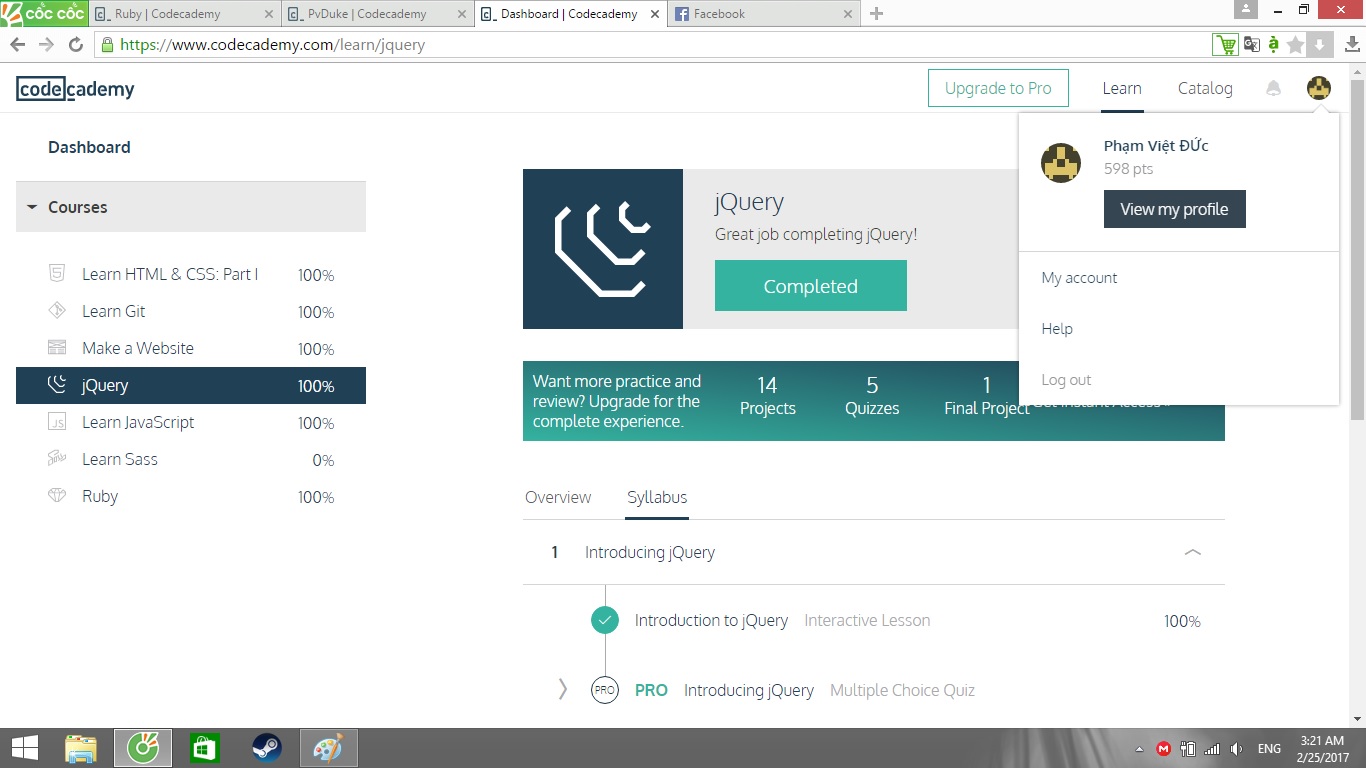 cốc cốc
Ruby | Codecademy
PvDuke | Codecademy
Dashboard | Codecademy
Facebook
https://www.codecademy.com/learn/jquery
codecademy
Upgrade to Pro
Learn
Catalog
Dashboard
Phạm Việt ĐỨc
598 pts
View my profile
My account
Help
Log out
Courses
Learn HTML & CSS: Part I 100%
Learn Git 100%
Make a Website 100%
jQuery 100%
Learn JavaScript 100%
Learn Sass 0%
Ruby 100%
jQuery
Great job completing jQuery!
Completed
Want more practice and
review? Upgrade for the
complete experience.
14
Projects
5
Quizzes
1
Final Project
Get Instant Access
Overview
Syllabus
1 Introducing jQuery
Introduction to jQuery Interactive Lesson 100%
PRO PRO Introducing jQuery Multiple Choice Quiz
ENG
3:21 AM
2/25/2017